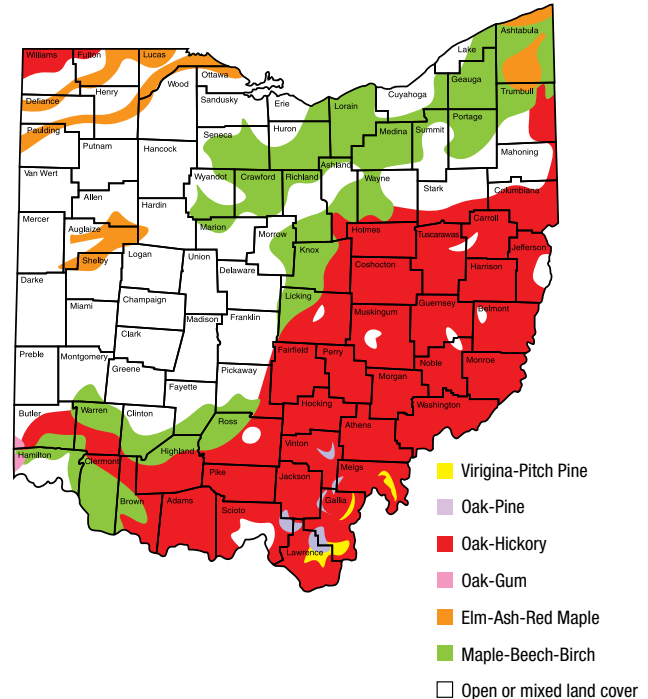 Ashtabula
Lake
Williams
Fulton
Lucas
Geauga
Ottawa
Wood
Cuyahoga
Trumbull
Henry
Sandusky
Erie
Lorain
Defiance
Portage
Huron
Medina
Summit
Paulding
Seneca
Putnam
Hancock
Mahoning
Ashland
Van Wert
Wyandot
Crawford
Richland
Wayne
Stark
Columbiana
Allen
Hardin
Mercer
Carroll
Auglaize
Marion
Morrow
Holmes
Tuscarawas
Jefferson
Logan
Union
Knox
Shelby
Coshocton
Harrison
Delaware
Darke
Champaign
Licking
Guernsey
Miami
Muskingum
Belmont
Madison
Franklin
Clark
Fairfield
Perry
Preble
Montgomery
Noble
Monroe
Greene
Pickaway
Morgan
Fayette
Hocking
Washington
Butler
Warren
Clinton
Ross
Athens
Vinton
Hamilton
Highland
Clermont
Meigs
Pike
Jackson
Brown
Adams
Gallia
Scioto
Lawrence
Virigina-Pitch Pine
Oak-Pine
Oak-Hickory
Oak-Gum
Elm-Ash-Red Maple
Maple-Beech-Birch
Open or mixed land cover